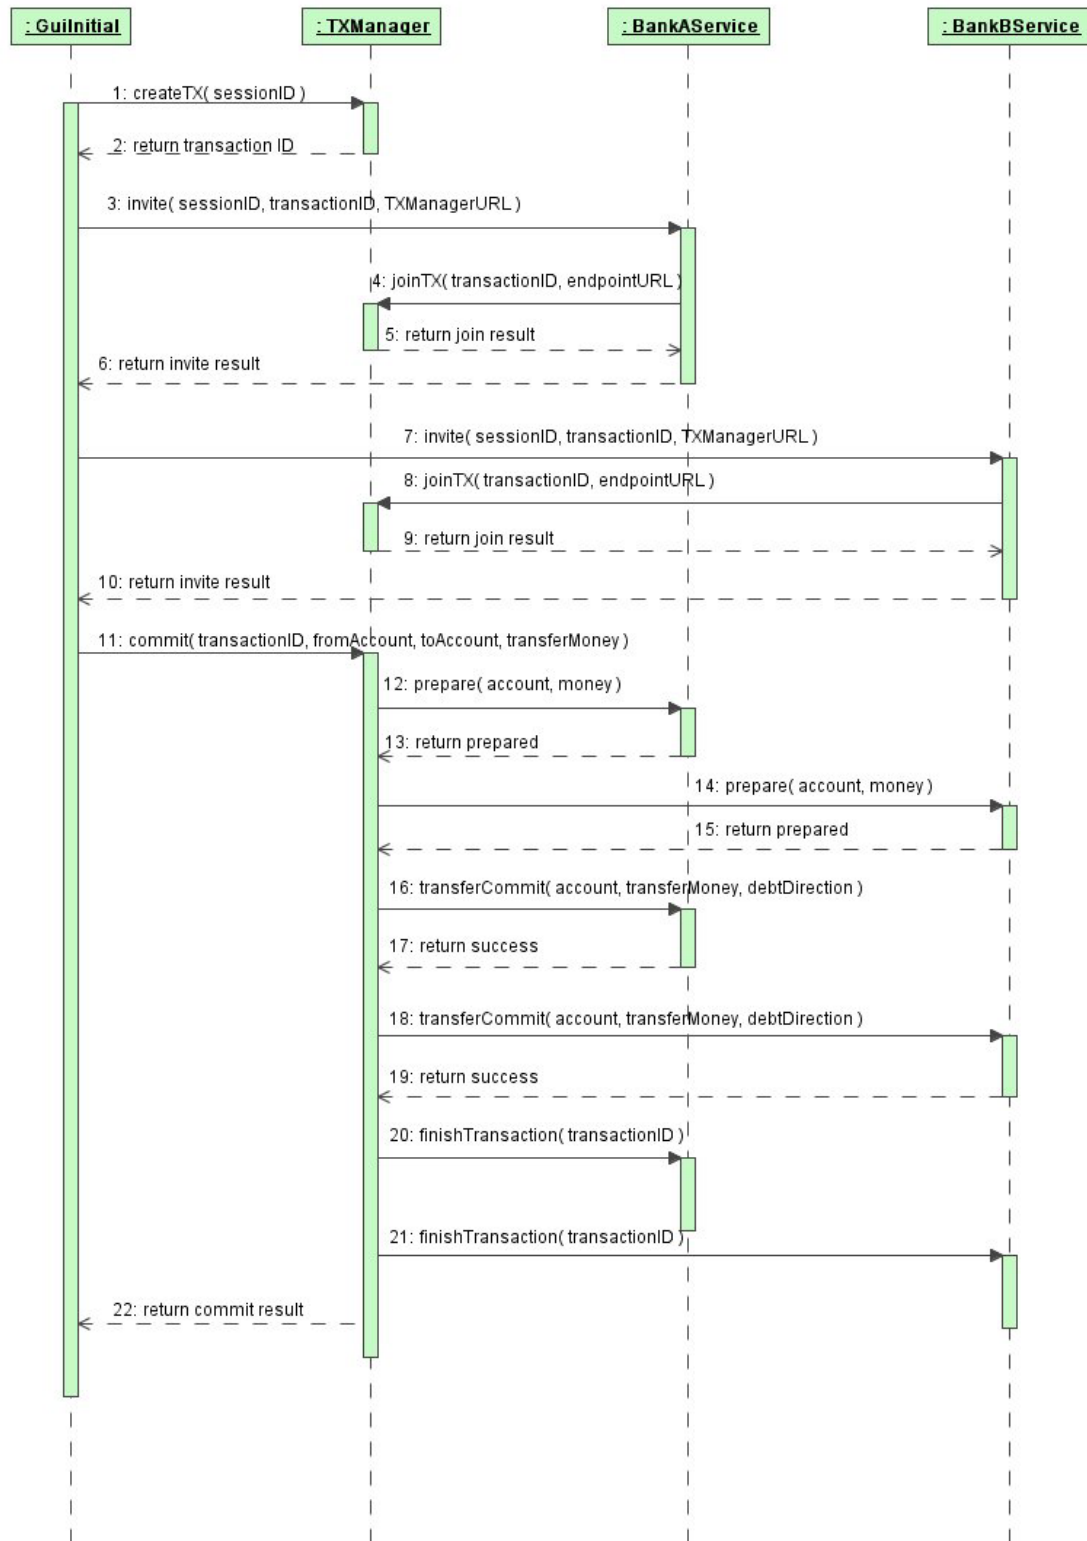 : GuiInitial
: TXManager
: BankAService
: BankBService
1: createTX( sessionID )
2: return transaction ID
3: invite( sessionID, transactionID, TXManagerURL )
4: joinTX( transactionID, endpointURL )
5: return join result
6: return invite result
7: invite( sessionID, transactionID, TXManagerURL )
8: joinTX( transactionID, endpointURL )
9: return join result
10: return invite result
11: commit( transactionID, fromAccount, toAccount, transferMoney )
12: prepare( account, money )
13: return prepared
14: prepare( account, money )
15: return prepared
16: transferCommit( account, transferMoney, debtDirection )
17: return success
18: transferCommit( account, transferMoney, debtDirection )
19: return success
20: finishTransaction( transactionID )
21: finishTransaction( transactionID )
22: return commit result